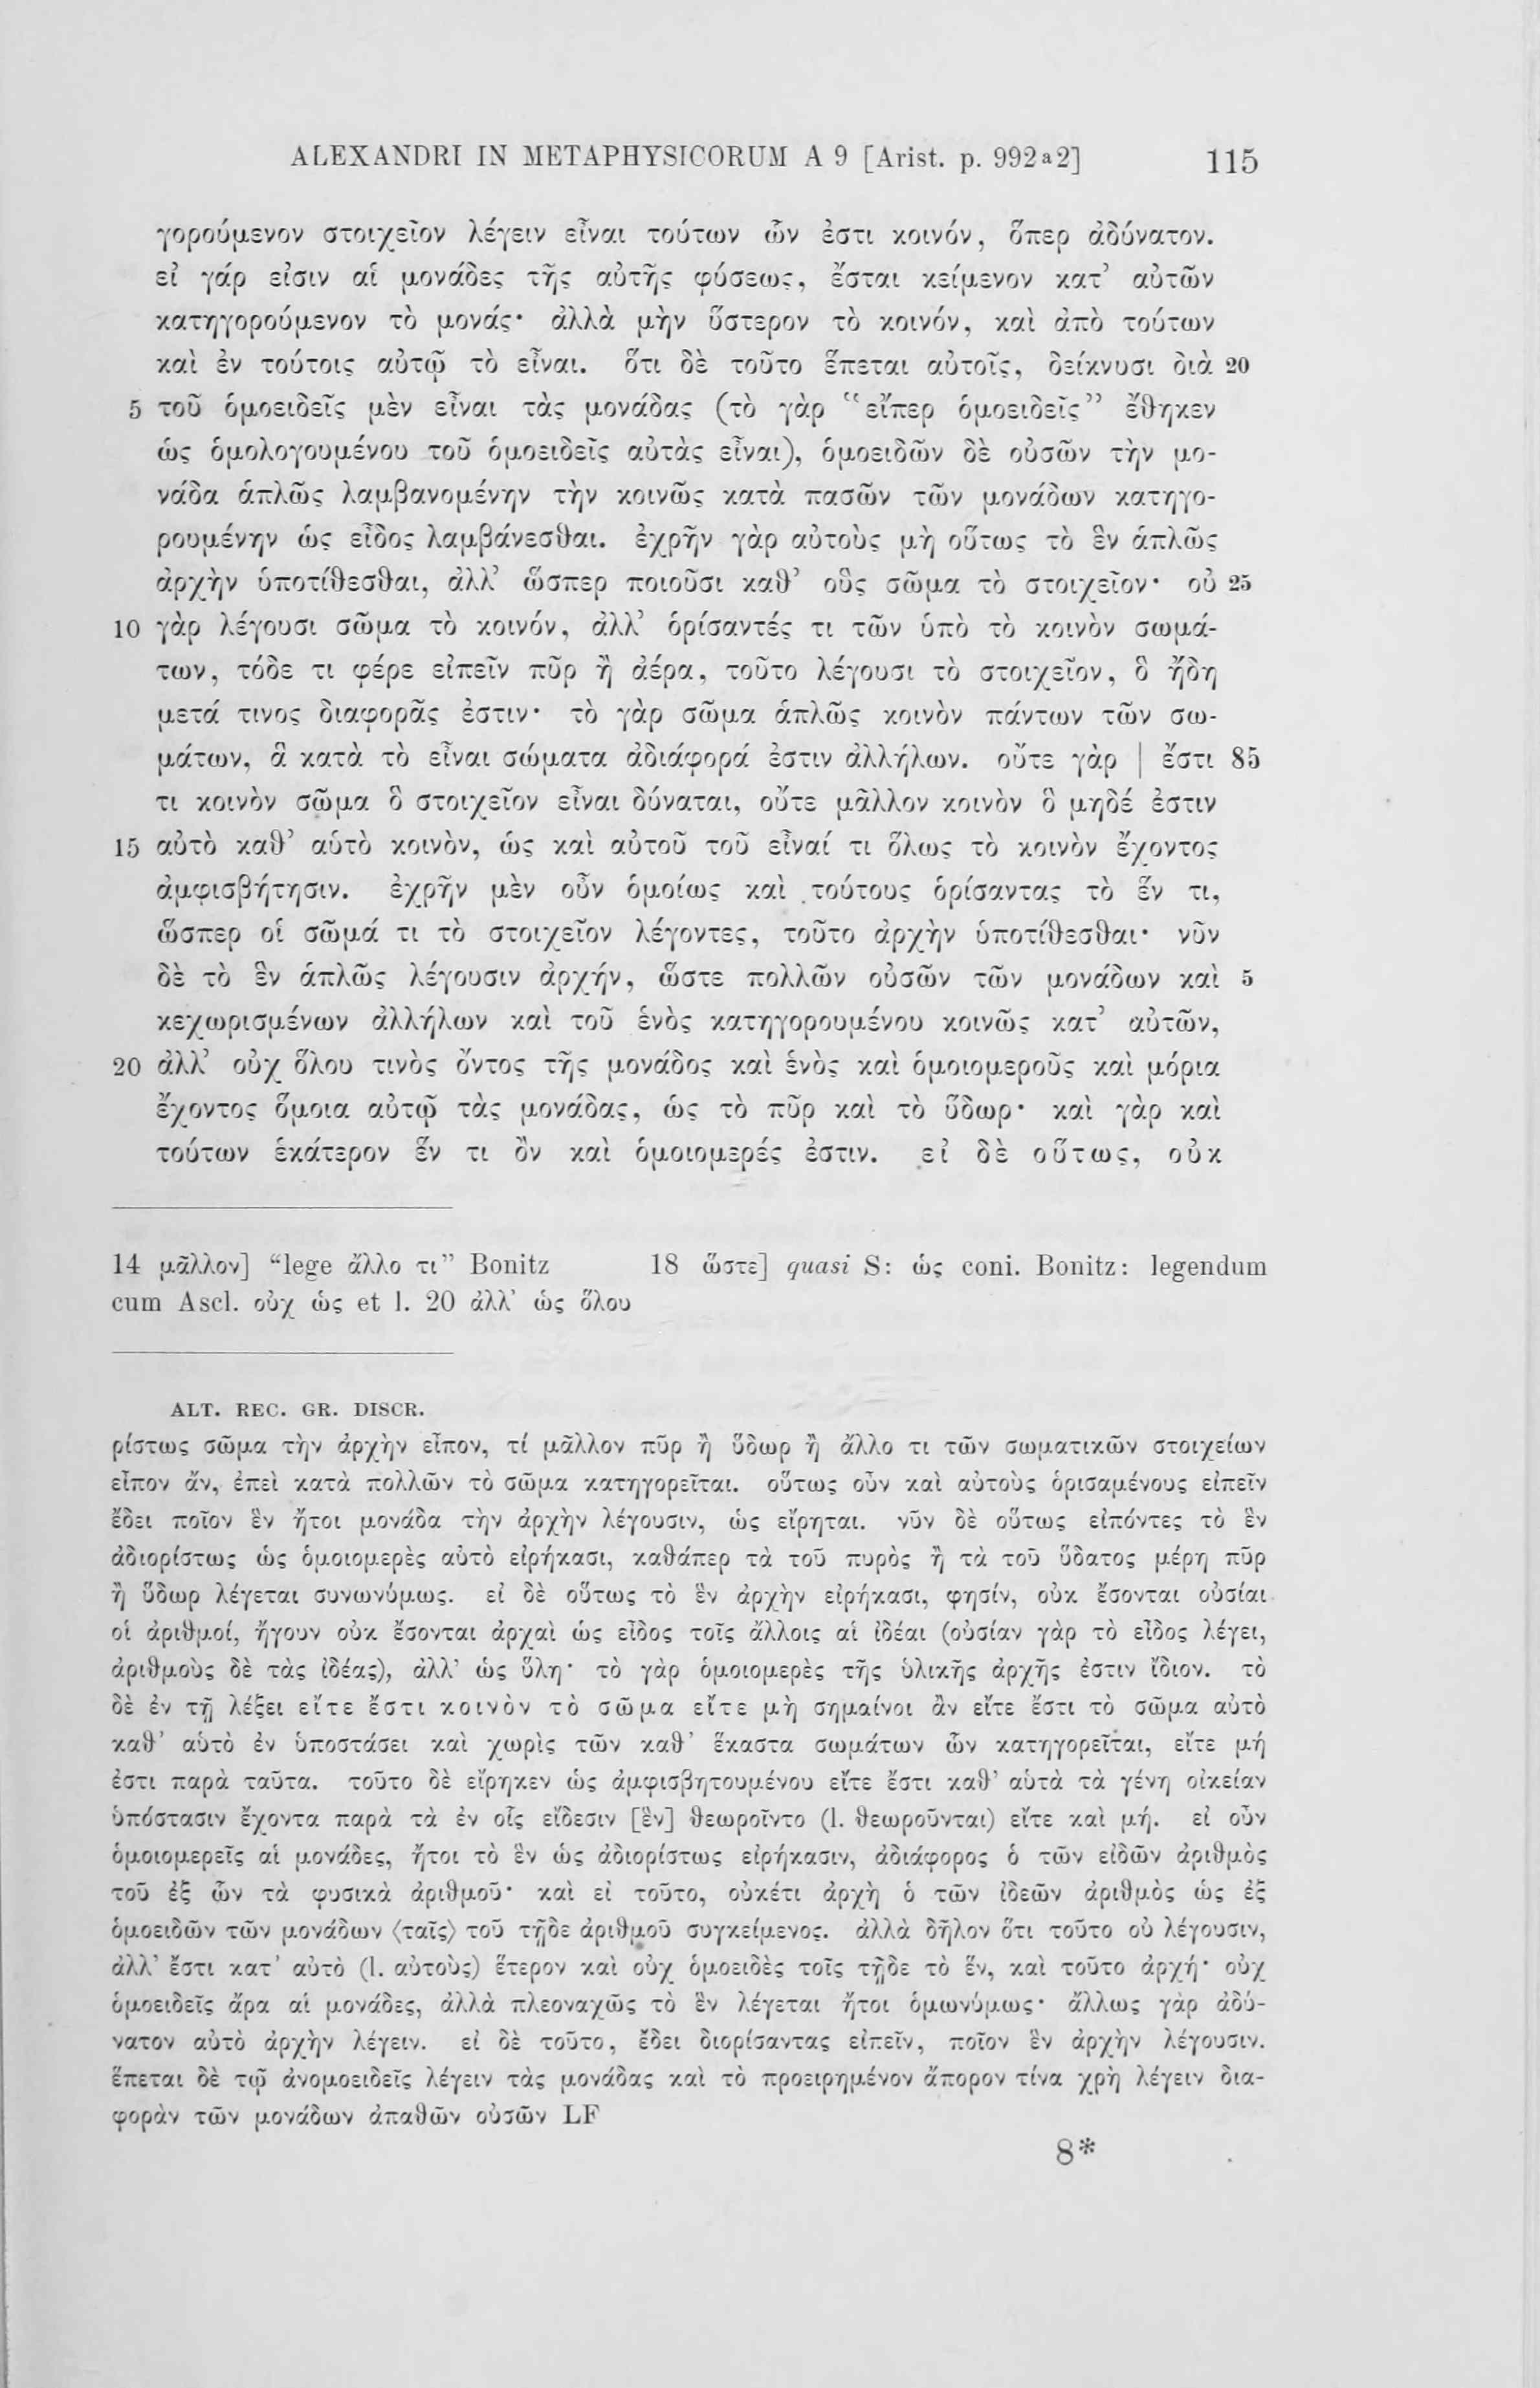 ALEXANDRI IN METAPHYSICORUM A 9 [Arist. p. 992a2] 115
γορούμενον στοιχεῖον λέγειν εἶναι τούτων ὧν ἐστι κοινόν, ὅπερ ἀδύνατον.
εἰ γάρ εἰσιν αἱ μονάδες τῆς αὐτῆς φύσεως, ἔσται κείμενον κατ’ αὐτῶν
κατηγορούμενον τὸ μονάς· ἀλλὰ μὴν ὕστερον τὸ κοινόν, καὶ ἀπὸ τούτων
καὶ ἐν τούτοις αὐτῷ τὸ εἶναι. ὅτι δὲ τοῦτο ἕπεται αὐτοῖς, δείκνυσι διὰ 20
5 τοῦ ὁμοειδεῖς μὲν εἶναι τὰς μονάδας (τὸ γὰρ “εἴπερ ὁμοειδεῖς” ἔθηκεν
ὡς ὁμολογουμένου τοῦ ὁμοειδεῖς αὐτὰς εἶναι), ὁμοειδῶν δὲ οὐσῶν τὴν μο-
νάδα ἁπλῶς λαμβανομένην τὴν κοινῶς κατὰ πασῶν τῶν μονάδων κατηγο-
ρουμένην ὡς εἶδος λαμβάνεσθαι. ἐχρῆν γὰρ αὐτοὺς μὴ οὕτως τὸ ἓν ἁπλῶς
ἀρχὴν ὑποτίθεσθαι, ἀλλ’ ὥσπερ ποιοῦσι καθ’ οὓς σῶμα τὸ στοιχεῖον· οὐ 25
10 γὰρ λέγουσι σῶμα τὸ κοινόν, ἀλλ’ ὁρίσαντές τι τῶν ὑπὸ τὸ κοινὸν σωμά-
των, τόδε τι φέρε εἰπεῖν πῦρ ἢ ἀέρα, τοῦτο λέγουσι τὸ στοιχεῖον, ὃ ἤδη
μετά τινος διαφορᾶς ἐστιν· τὸ γὰρ σῶμα ἁπλῶς κοινὸν πάντων τῶν σω-
μάτων, ἃ κατὰ τὸ εἶναι σώματα ἀδιάφορά ἐστιν ἀλλήλων. οὔτε γὰρ | ἔστι 85
τι κοινὸν σῶμα ὃ στοιχεῖον εἶναι δύναται, οὔτε μᾶλλον κοινὸν ὃ μηδέ ἐστιν
15 αὐτὸ καθ’ αὑτὸ κοινὸν, ὡς καὶ αὐτοῦ τοῦ εἶναί τι ὅλως τὸ κοινὸν ἔχοντος
ἀμφισβήτησιν. ἐχρῆν μὲν οὖν ὁμοίως καὶ τούτους ὁρίσαντας τὸ ἕν τι,
ὥσπερ οἱ σῶμά τι τὸ στοιχεῖον λέγοντες, τοῦτο ἀρχὴν ὑποτίθεσθαι· νῦν
δὲ τὸ ἓν ἁπλῶς λέγουσιν ἀρχήν, ὥστε πολλῶν οὐσῶν τῶν μονάδων καὶ 5
κεχωρισμένων ἀλλήλων καὶ τοῦ ἑνὸς κατηγορουμένου κοινῶς κατ’ αὐτῶν,
20 ἀλλ’ οὐχ ὅλου τινὸς ὄντος τῆς μονάδος καὶ ἑνὸς καὶ ὁμοιομεροῦς καὶ μόρια
ἔχοντος ὅμοια αὐτῷ τὰς μονάδας, ὡς τὸ πῦρ καὶ τὸ ὕδωρ· καὶ γὰρ καὶ
τούτων ἑκάτερον ἕν τι ὂν καὶ ὁμοιομερές ἐστιν. εἰ δὲ οὕτως, οὐκ
14 μᾶλλον] “lege ἄλλο τι” Bonitz 18 ὥστε] quasi S: ὡς coni. Bonitz: legendum
cum Ascl. οὐχ ὡς et l. 20 ἀλλ’ ὡς ὅλου
ALT. REC. GR. DISCR.
ρίστως σῶμα τὴν ἀρχὴν εἶπον, τί μᾶλλον πῦρ ἢ ὕδωρ ἢ ἄλλο τι τῶν σωματικῶν στοιχείων
εἶπον ἄν, ἐπεὶ κατὰ πολλῶν τὸ σῶμα κατηγορεῖται. οὕτως οὖν καὶ αὐτοὺς ὁρισαμένους εἰπεῖν
ἔδει ποῖον ἓν ἤτοι μονάδα τὴν ἀρχὴν λέγουσιν, ὡς εἴρηται. νῦν δὲ οὕτως εἰπόντες τὸ ἓν
ἀδιορίστως ὡς ὁμοιομερὲς αὐτὸ εἰρήκασι, καθάπερ τὰ τοῦ πυρὸς ἢ τὰ τοῦ ὕδατος μέρη πῦρ
ἢ ὕδωρ λέγεται συνωνύμως. εἰ δὲ οὕτως τὸ ἓν ἀρχὴν εἰρήκασι, φησίν, οὐκ ἔσονται οὐσίαι
οἱ ἀριθμοί, ἤγουν οὐκ ἔσονται ἀρχαὶ ὡς εἶδος τοῖς ἄλλοις αἱ ἰδέαι (οὐσίαν γὰρ τὸ εἶδος λέγει,
ἀριθμοὺς δὲ τὰς ἰδέας), ἀλλ’ ὡς ὕλη· τὸ γὰρ ὁμοιομερὲς τῆς ὑλικῆς ἀρχῆς ἐστιν ἴδιον. τὸ
δὲ ἐν τῇ λέξει εἴτε ἔστι κοινὸν τὸ σῶμα εἴτε μὴ σημαίνοι ἂν εἴτε ἔστι τὸ σῶμα αὐτὸ
καθ’ αὑτὸ ἐν ὑποστάσει καὶ χωρὶς τῶν καθ’ ἕκαστα σωμάτων ὧν κατηγορεῖται, εἴτε μή
ἐστι παρὰ ταῦτα. τοῦτο δὲ εἴρηκεν ὡς ἀμφισβητουμένου εἴτε ἔστι καθ’ αὑτὰ τὰ γένη οἰκείαν
ὑπόστασιν ἔχοντα παρὰ τὰ ἐν οἷς εἴδεσιν [ἓν] θεωροῖντο (l. θεωροῦνται) εἴτε καὶ μή. εἰ οὖν
ὁμοιομερεῖς αἱ μονάδες, ἤτοι τὸ ἓν ὡς ἀδιορίστως εἰρήκασιν, ἀδιάφορος ὁ τῶν εἰδῶν ἀριθμὸς
τοῦ ἐξ ὧν τὰ φυσικὰ ἀριθμοῦ· καὶ εἰ τοῦτο, οὐκέτι ἀρχὴ ὁ τῶν ἰδεῶν ἀριθμὸς ὡς ἐξ
ὁμοειδῶν τῶν μονάδων ⟨ταῖς⟩ τοῦ τῇδε ἀριθμοῦ συγκείμενος. ἀλλὰ δῆλον ὅτι τοῦτο οὐ λέγουσιν,
ἀλλ’ ἔστι κατ’ αὐτὸ (l. αὐτοὺς) ἕτερον καὶ οὐχ ὁμοειδὲς τοῖς τῇδε τὸ ἕν, καὶ τοῦτο ἀρχή· οὐχ
ὁμοειδεῖς ἄρα αἱ μονάδες, ἀλλὰ πλεοναχῶς τὸ ἓν λέγεται ἤτοι ὁμωνύμως· ἄλλως γὰρ ἀδύ-
νατον αὐτὸ ἀρχὴν λέγειν. εἰ δὲ τοῦτο, ἔδει διορίσαντας εἰπεῖν, ποῖον ἓν ἀρχὴν λέγουσιν.
ἕπεται δὲ τῷ ἀνομοειδεῖς λέγειν τὰς μονάδας καὶ τὸ προειρημένον ἄπορον τίνα χρὴ λέγειν δια-
φορὰν τῶν μονάδων ἀπαθῶν οὐσῶν LF
8*